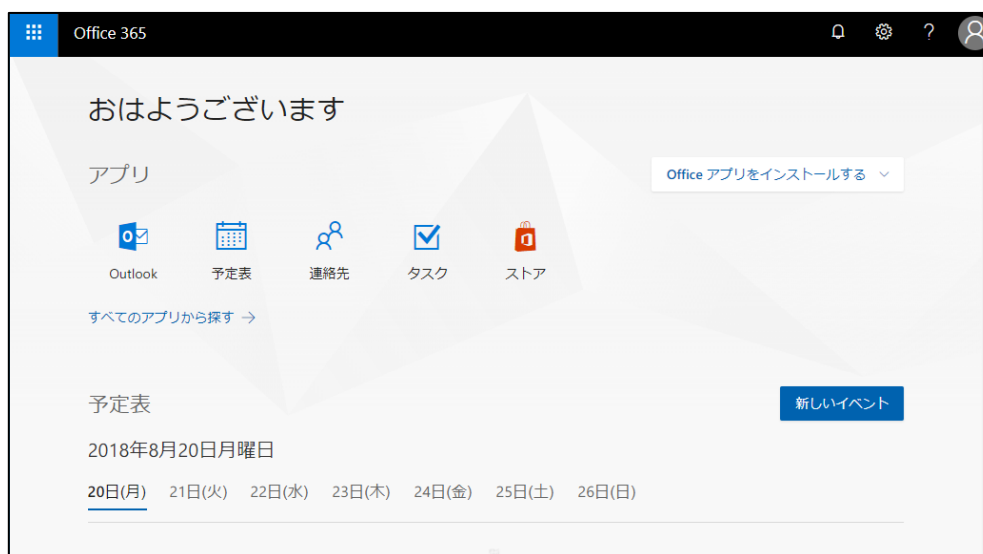 Office 365
?
おはようございます
アプリ
Office アプリをインストールする
Outlook 予定表 連絡先 タスク ストア
すべてのアプリから探す →
予定表
新しいイベント
2018年8月20日月曜日
20日(月) 21日(火) 22日(水) 23日(木) 24日(金) 25日(土) 26日(日)